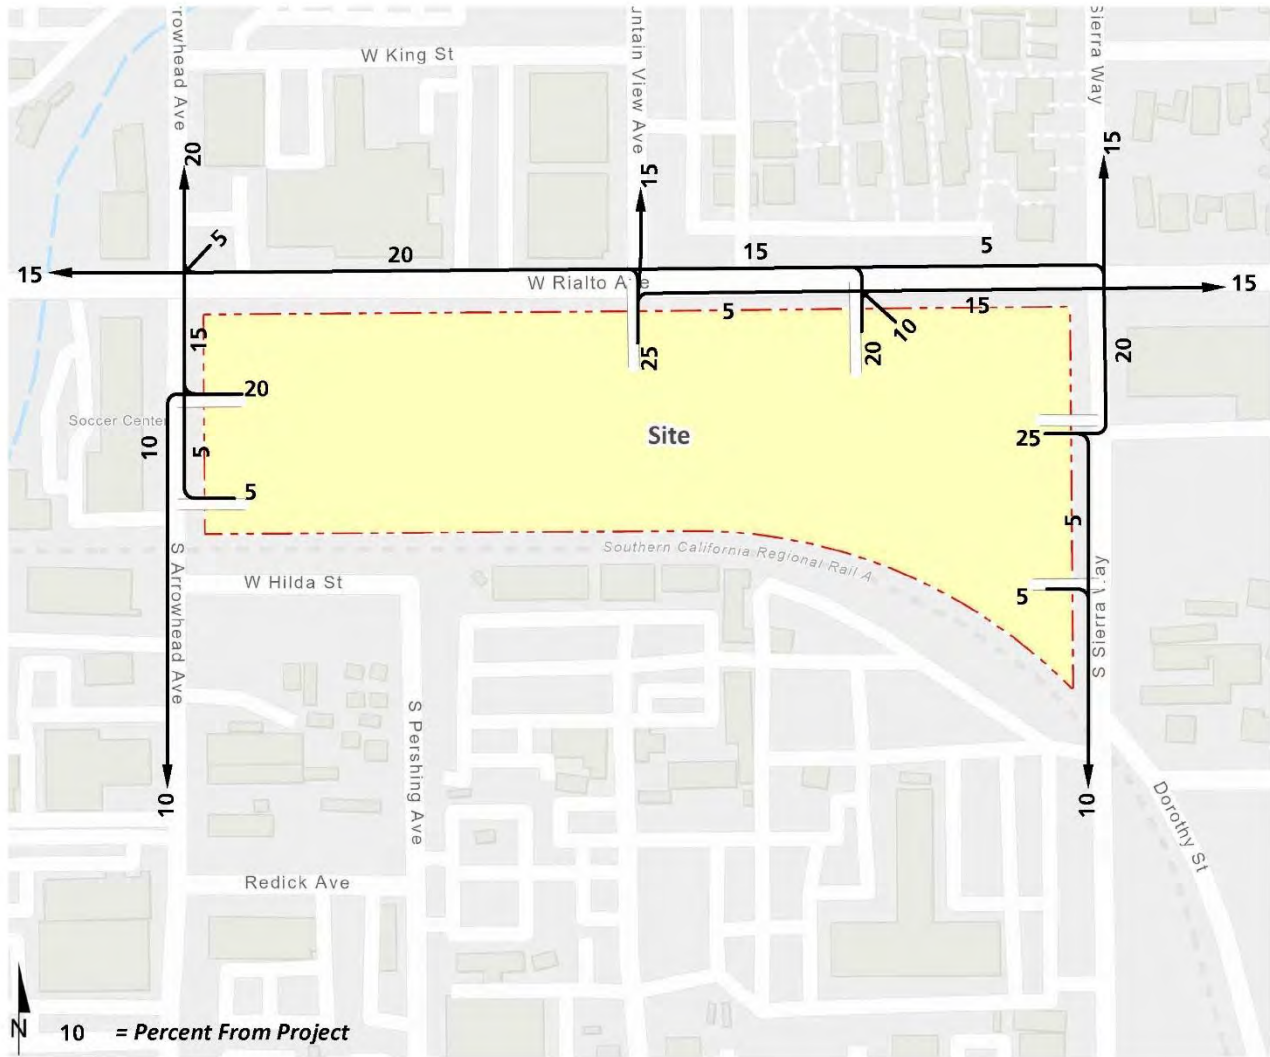 rrowhead Ave
W King St
untain View Ave
Sierra Way
20
15
15
5
20
15
5
15
W Rialto Ave
15
5
15
10
15
25
20
20
20
Soccer Center
10
5
5
Site
25
5
5
Southern California Regional Rail A
S Arrowhead Ave
W Hilda St
S Sierra Way
S Pershing Ave
10
10
Dorothy St
Redick Ave
N 10 = Percent From Project